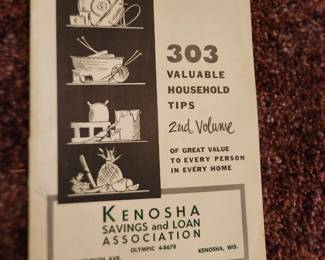 303
VALUABLE
HOUSEHOLD
TIPS
2nd Volume
OF GREAT VALUE
TO EVERY PERSON
IN EVERY HOME
KENOSHA
SAVINGS and LOAN
ASSOCIATION
OLYMPIC 4-8679
AVE.
KENOSHA, WIS.